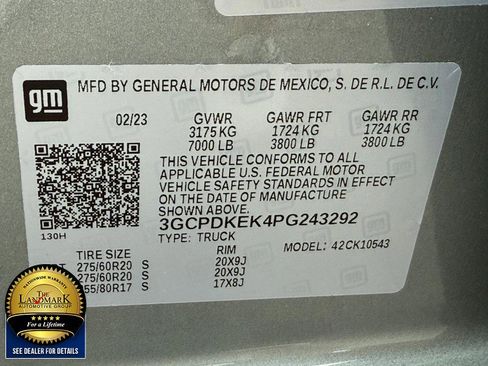 gm
MFD BY GENERAL MOTORS DE MEXICO, S. DE R.L. DE C.V.
02/23 GVWR GAWR FRT GAWR RR
3175 KG 1724 KG 1724 KG
7000 LB 3800 LB 3800 LB
THIS VEHICLE CONFORMS TO ALL
APPLICABLE U.S. FEDERAL MOTOR
VEHICLE SAFETY STANDARDS IN EFFECT
ON THE DATE OF MANUFACTURE
SHOWN ABOVE.
3GCPDKEK4PG243292
130H
TYPE: TRUCK MODEL: 42CK10543
TIRE SIZE RIM
275/60R20 S 20X9J
275/60R20 S 20X9J
55/80R17 S 17X8J
NATIONWIDE WARRANTY
THE LANDMARK
AUTOMOTIVE GROUP
For a Lifetime
SEE DEALER FOR DETAILS